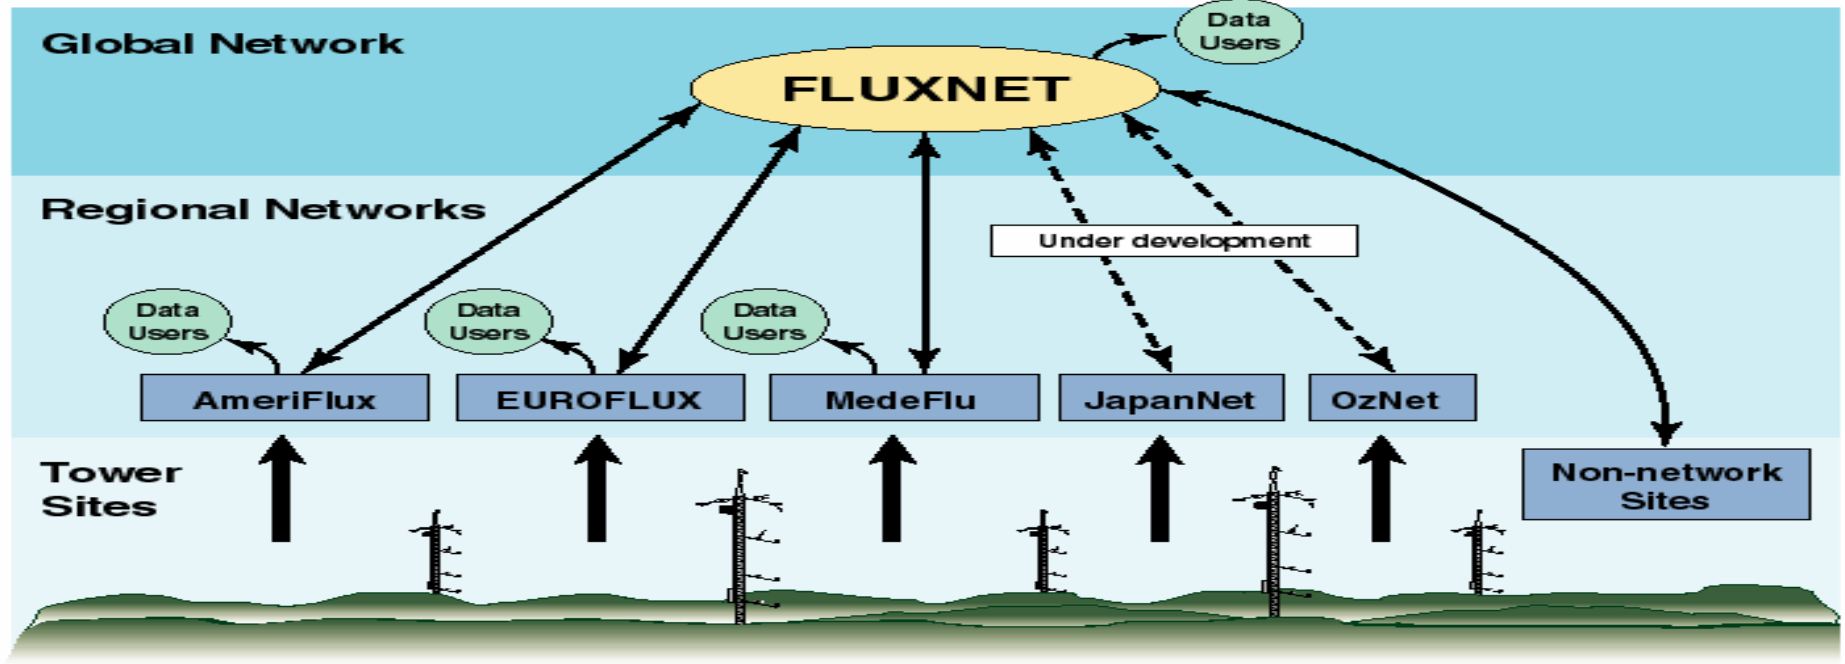 Global Network
Data
Users
FLUXNET
Regional Networks
Under development
Data
Users
Data
Users
Data
Users
AmeriFlux
EUROFLUX
MedeFlu
JapanNet
OzNet
Tower
Sites
Non-network
Sites